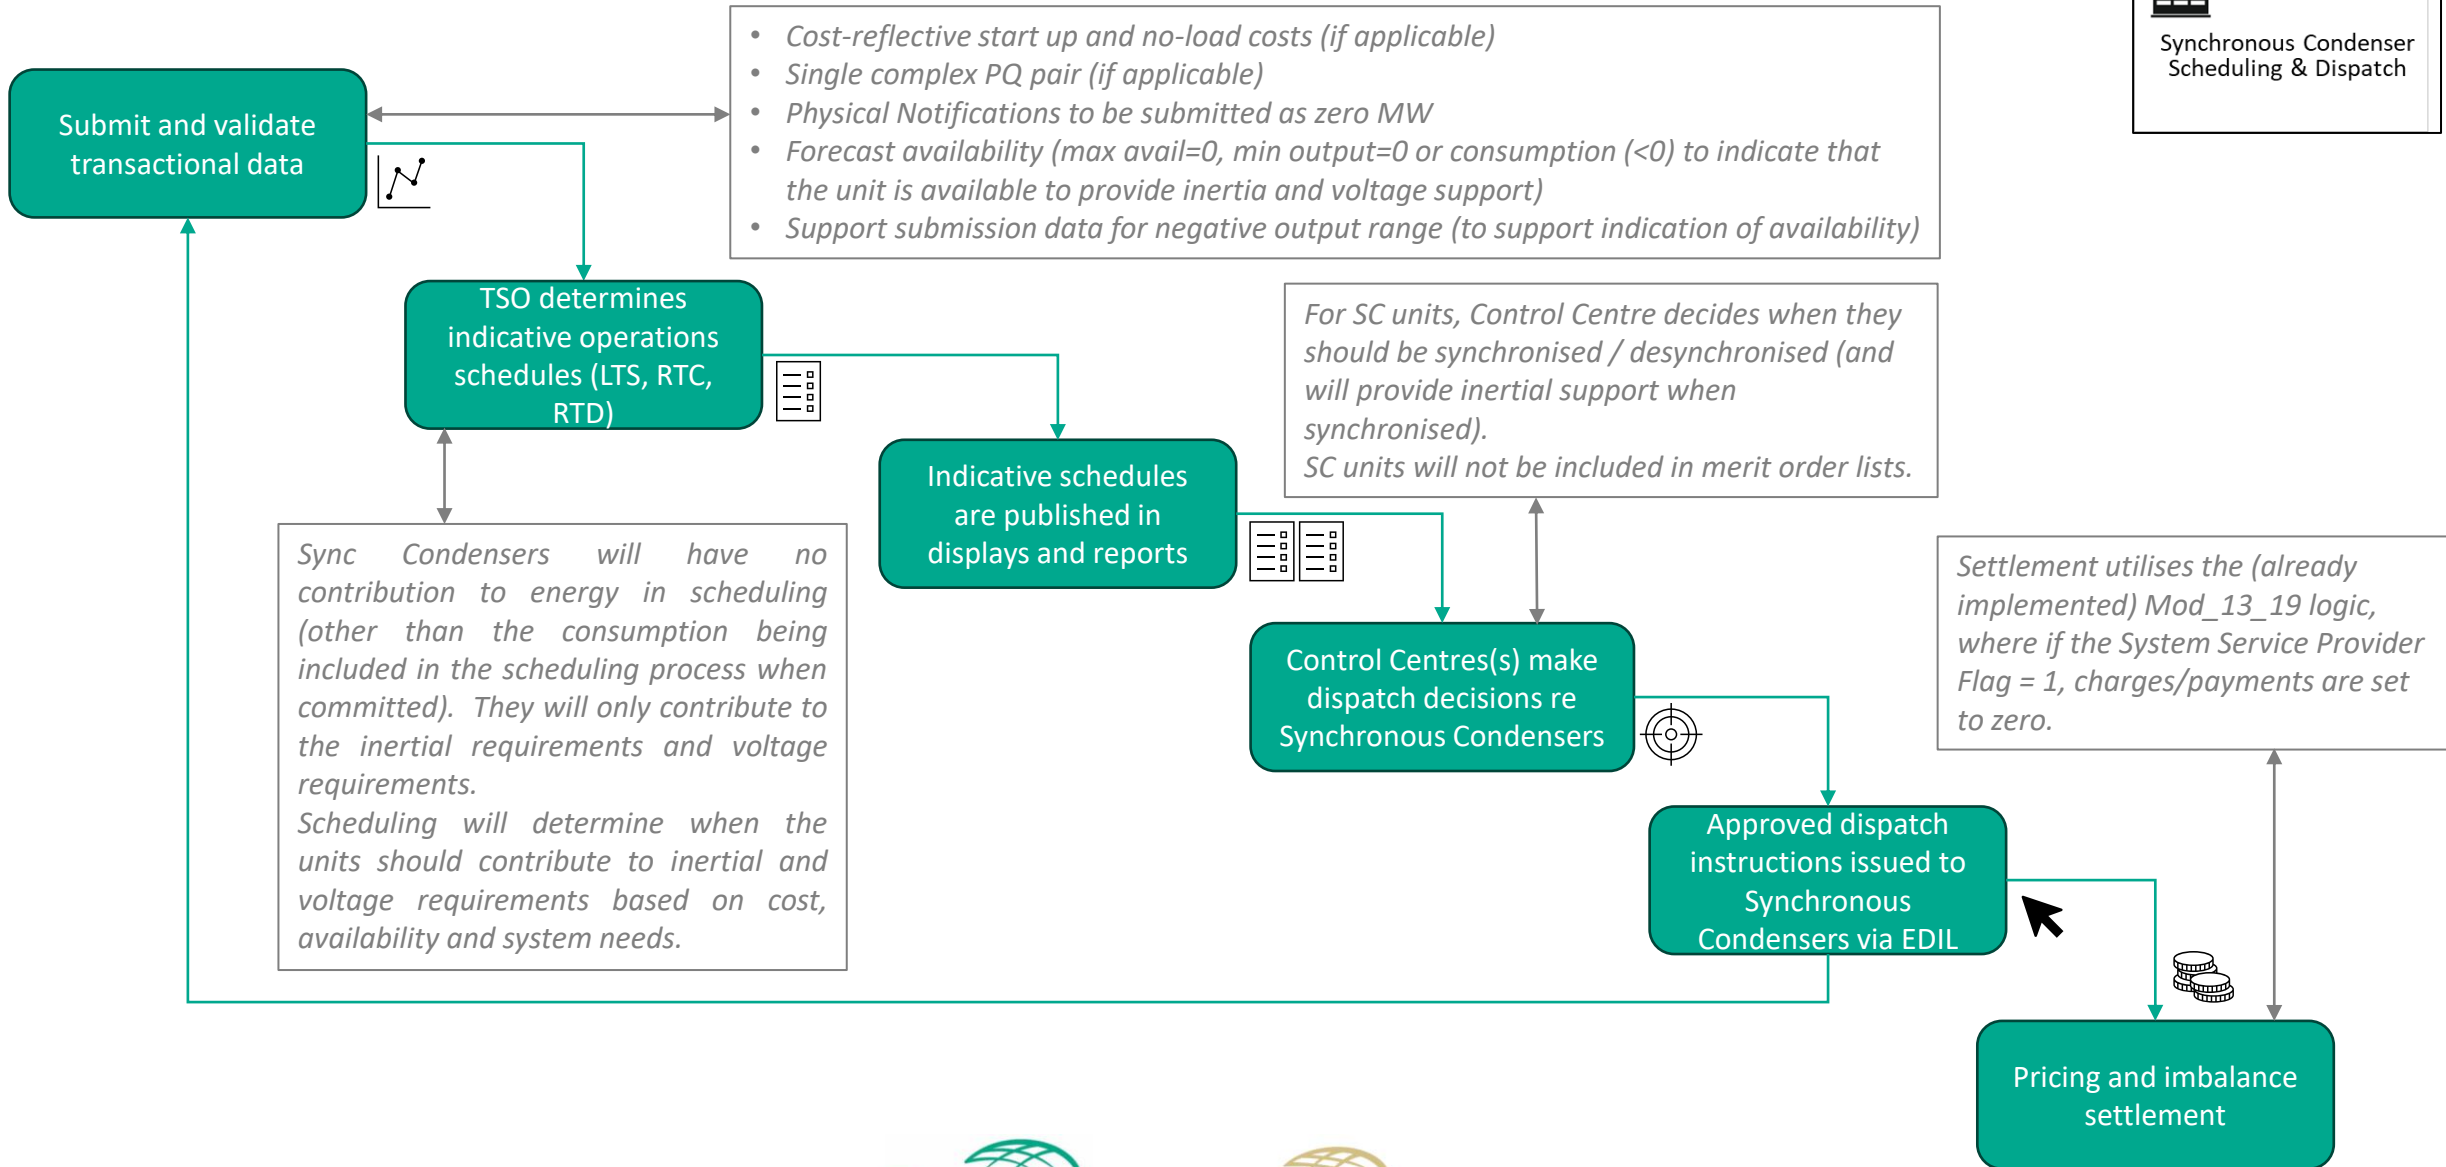 Synchronous Condenser
Scheduling & Dispatch
Submit and validate
transactional data
• Cost-reflective start up and no-load costs (if applicable)
• Single complex PQ pair (if applicable)
• Physical Notifications to be submitted as zero MW
• Forecast availability (max avail=0, min output=0 or consumption (<0) to indicate that
the unit is available to provide inertia and voltage support)
• Support submission data for negative output range (to support indication of availability)
TSO determines
indicative operations
schedules (LTS, RTC,
RTD)
Sync Condensers will have no
contribution to energy in scheduling
(other than the consumption being
included in the scheduling process when
committed). They will only contribute to
the inertial requirements and voltage
requirements.
Scheduling will determine when the
units should contribute to inertial and
voltage requirements based on cost,
availability and system needs.
Indicative schedules
are published in
displays and reports
For SC units, Control Centre decides when they
should be synchronised / desynchronised (and
will provide inertial support when
synchronised).
SC units will not be included in merit order lists.
Control Centres(s) make
dispatch decisions re
Synchronous Condensers
Approved dispatch
instructions issued to
Synchronous
Condensers via EDIL
Settlement utilises the (already
implemented) Mod_13_19 logic,
where if the System Service Provider
Flag = 1, charges/payments are set
to zero.
Pricing and imbalance
settlement